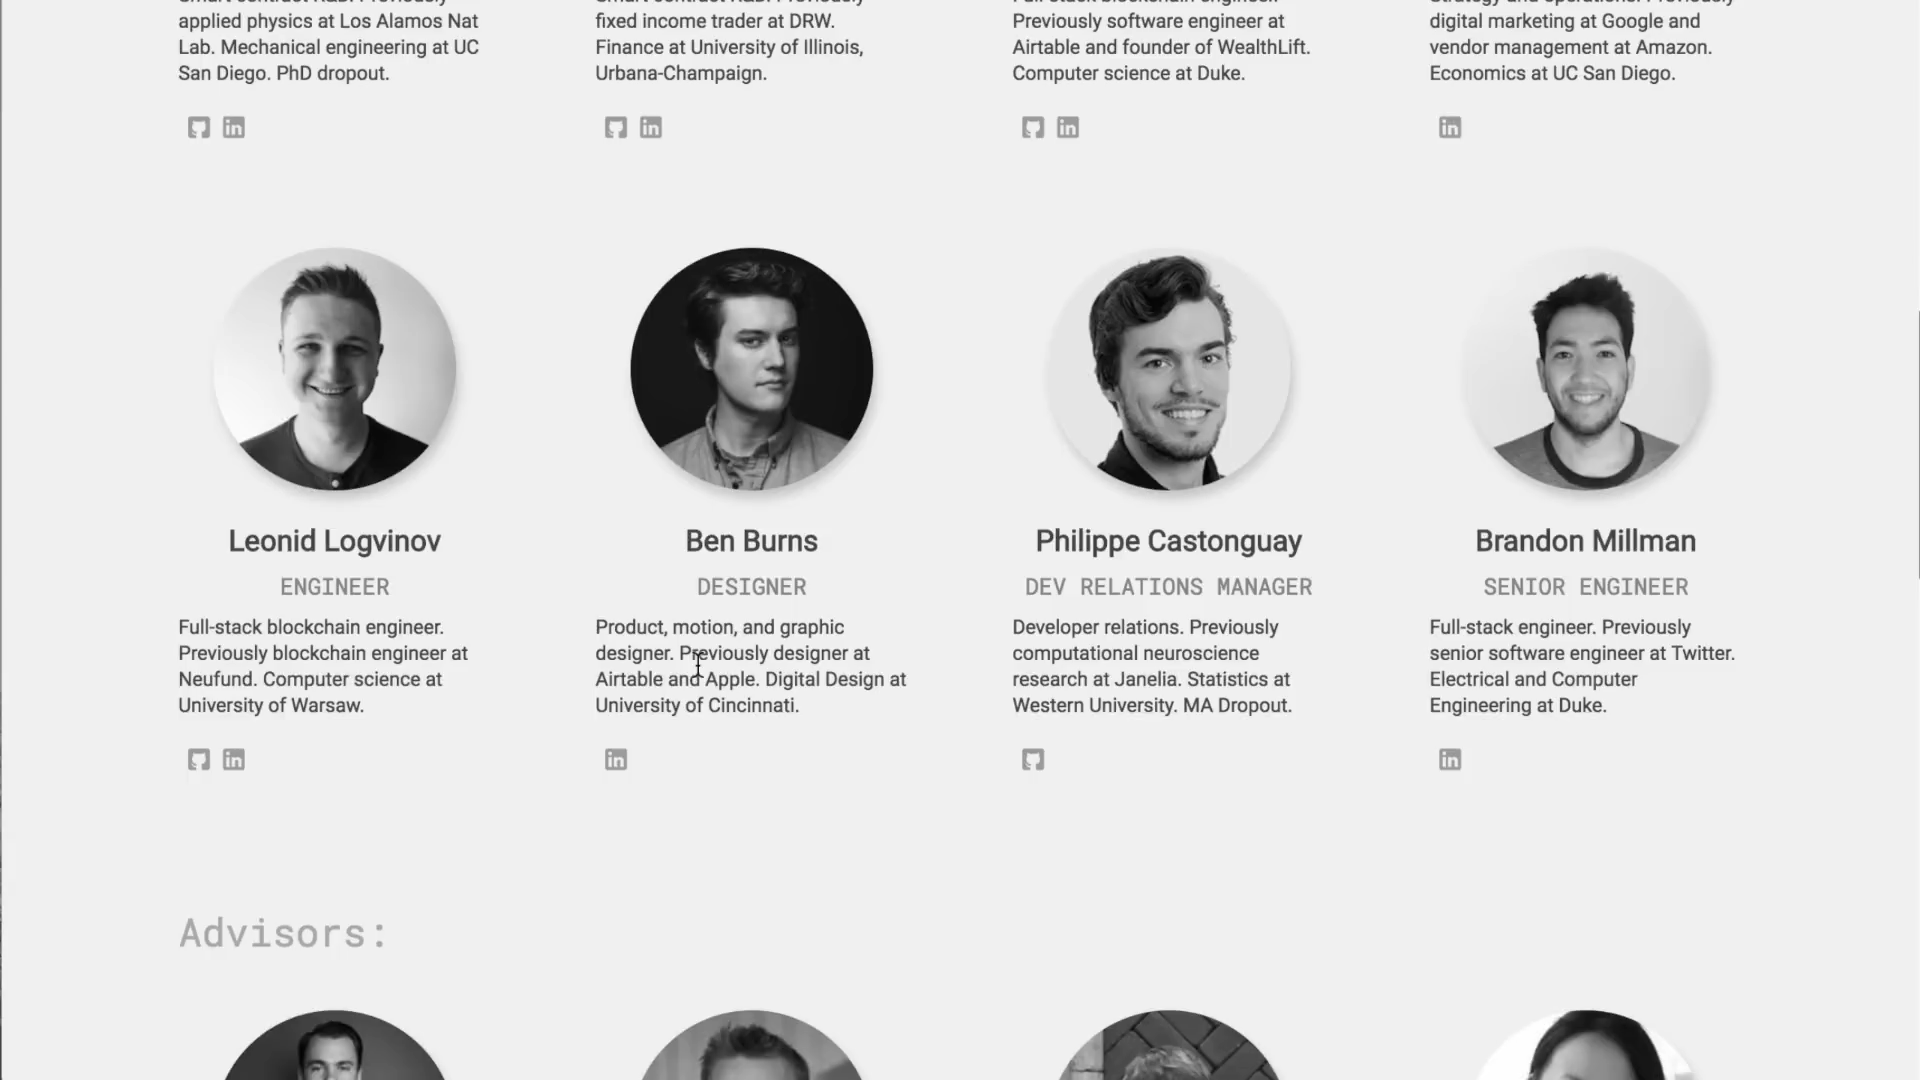 applied physics at Los Alamos Nat
Lab. Mechanical engineering at UC
San Diego. PhD dropout.
fixed income trader at DRW.
Finance at University of Illinois,
Urbana-Champaign.
Previously software engineer at
Airtable and founder of WealthLift.
Computer science at Duke.
digital marketing at Google and
vendor management at Amazon.
Economics at UC San Diego.
Leonid Logvinov
ENGINEER
Full-stack blockchain engineer.
Previously blockchain engineer at
Neufund. Computer science at
University of Warsaw.
Ben Burns
DESIGNER
Product, motion, and graphic
designer. Previously designer at
Airtable and Apple. Digital Design at
University of Cincinnati.
Philippe Castonguay
DEV RELATIONS MANAGER
Developer relations. Previously
computational neuroscience
research at Janelia. Statistics at
Western University. MA Dropout.
Brandon Millman
SENIOR ENGINEER
Full-stack engineer. Previously
senior software engineer at Twitter.
Electrical and Computer
Engineering at Duke.
Advisors: